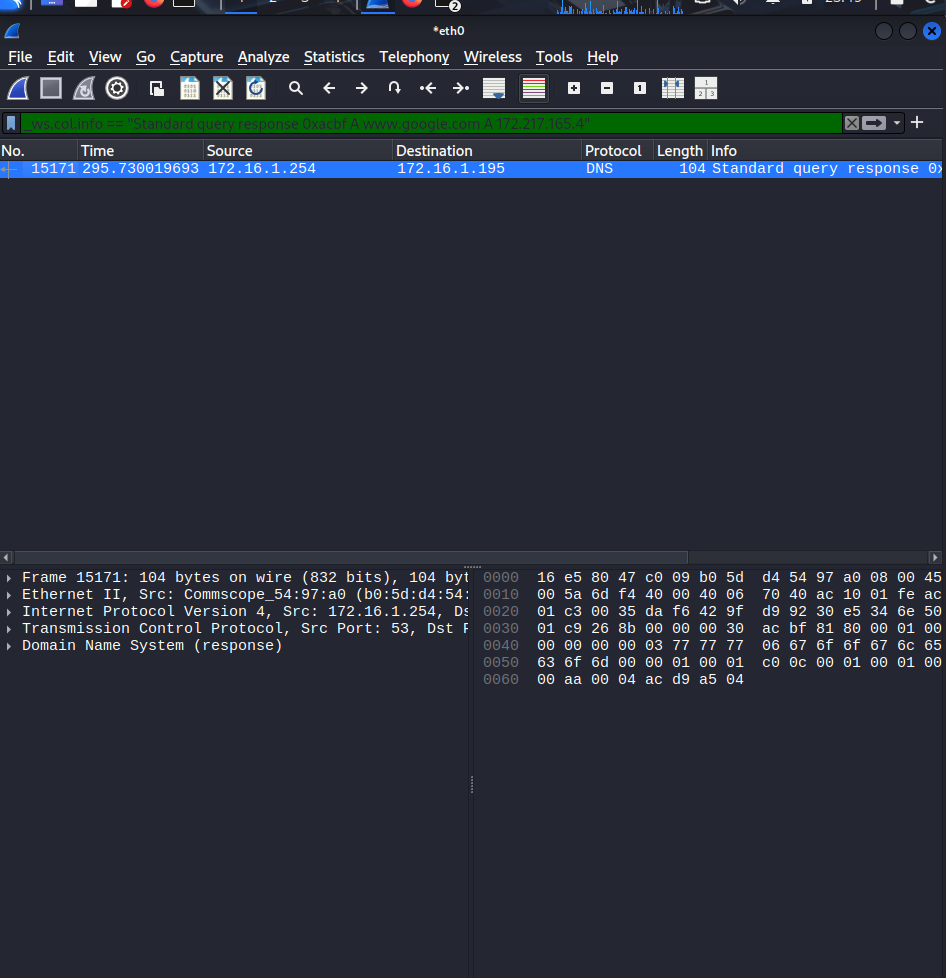 2
*eth0
File Edit View Go Capture Analyze Statistics Telephony Wireless Tools Help
_ws.col.info == "Standard query response 0xacbf A www.google.com A 172.217.165.4"
No. Time Source Destination Protocol Length Info
15171 295.730019693 172.16.1.254 172.16.1.195 DNS 104 Standard query response 0x
Frame 15171: 104 bytes on wire (832 bits), 104 byt
Ethernet II, Src: Commscope_54:97:a0 (b0:5d:d4:54:
Internet Protocol Version 4, Src: 172.16.1.254, Ds
Transmission Control Protocol, Src Port: 53, Dst P
Domain Name System (response)
0000 16 e5 80 47 c0 09 b0 5d d4 54 97 a0 08 00 45
0010 00 5a 6d f4 40 00 40 06 70 40 ac 10 01 fe ac
0020 01 c3 00 35 da f6 42 9f d9 92 30 e5 34 6e 50
0030 01 c9 26 8b 00 00 00 30 ac bf 81 80 00 01 00
0040 00 00 00 00 03 77 77 77 06 67 6f 6f 67 6c 65
0050 63 6f 6d 00 00 01 00 01 c0 0c 00 01 00 01 00
0060 00 aa 00 04 ac d9 a5 04